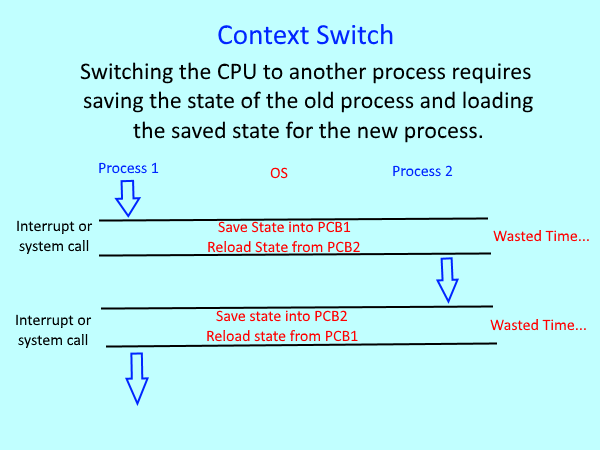 Context Switch
Switching the CPU to another process requires
saving the state of the old process and loading
the saved state for the new process.
Process 1
OS
Process 2
Interrupt or
system call
Save State into PCB1
Reload State from PCB2
Wasted Time...
Interrupt or
system call
Save state into PCB2
Reload state from PCB1
Wasted Time...